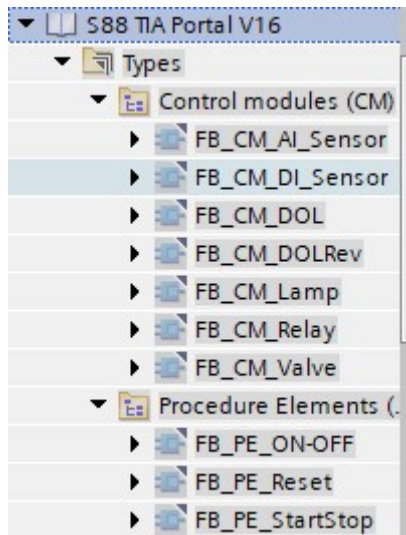 S88 TIA Portal V16
Types
Control modules (CM)
FB_CM_AI_Sensor
FB_CM_DI_Sensor
FB_CM_DOL
FB_CM_DOLRev
FB_CM_Lamp
FB_CM_Relay
FB_CM_Valve
Procedure Elements (.
FB_PE_ON-OFF
FB_PE_Reset
FB_PE_StartStop